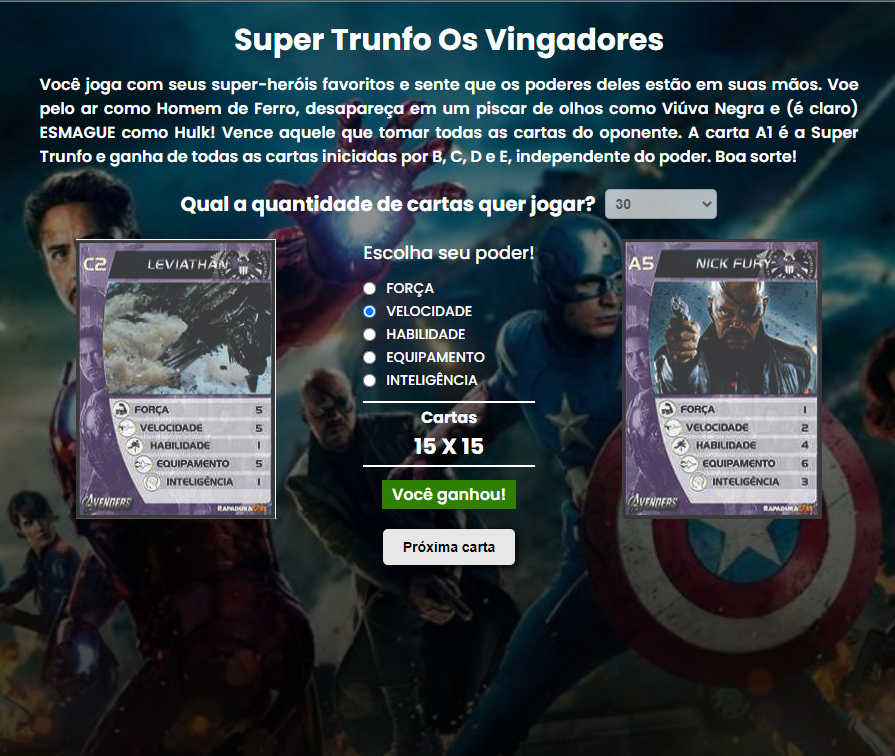 Super Trunfo Os Vingadores
Você joga com seus super-heróis favoritos e sente que os poderes deles estão em suas mãos. Voe
pelo ar como Homem de Ferro, desapareça em um piscar de olhos como Viúva Negra e (é claro)
ESMAGUE como Hulk! Vence aquele que tomar todas as cartas do oponente. A carta A1 é a Super
Trunfo e ganha de todas as cartas iniciadas por B, C, D e E, independente do poder. Boa sorte!
Qual a quantidade de cartas quer jogar? 30
C2 LEVIATHAN
FORÇA 5
VELOCIDADE 5
HABILIDADE 1
EQUIPAMENTO 5
INTELIGÊNCIA 1
AVENGERS
Escolha seu poder!
FORÇA
VELOCIDADE
HABILIDADE
EQUIPAMENTO
INTELIGÊNCIA
Cartas
15 X 15
Você ganhou!
Próxima carta
A5 NICK FURY
FORÇA 1
VELOCIDADE 2
HABILIDADE 4
EQUIPAMENTO 6
INTELIGÊNCIA 3
AVENGERS